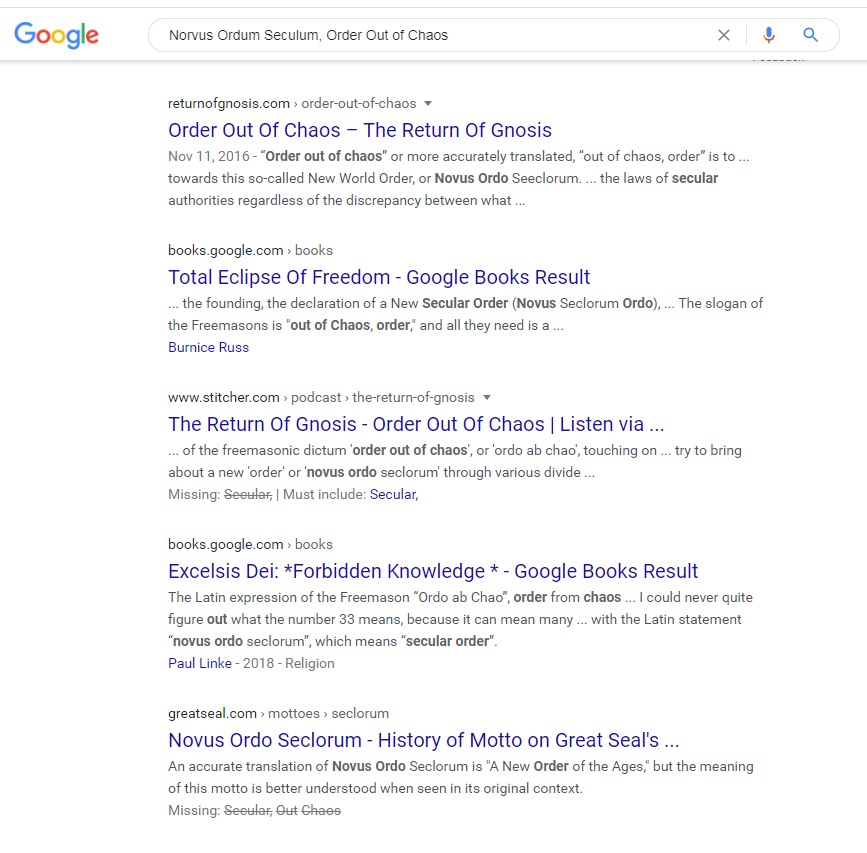 Google
Norvus Ordum Seculum, Order Out of Chaos
returnofgnosis.com › order-out-of-chaos
Order Out Of Chaos – The Return Of Gnosis
Nov 11, 2016 - “Order out of chaos” or more accurately translated, “out of chaos, order” is to ...
towards this so-called New World Order, or Novus Ordo Seeclorum. ... the laws of secular
authorities regardless of the discrepancy between what ...
books.google.com › books
Total Eclipse Of Freedom - Google Books Result
... the founding, the declaration of a New Secular Order (Novus Seclorum Ordo), ... The slogan of
the Freemasons is "out of Chaos, order," and all they need is a ...
Burnice Russ
www.stitcher.com › podcast › the-return-of-gnosis
The Return Of Gnosis - Order Out Of Chaos | Listen via ...
... of the freemasonic dictum 'order out of chaos', or 'ordo ab chao', touching on ... try to bring
about a new 'order' or 'novus ordo seclorum' through various divide ...
Missing: Secular, | Must include: Secular,
books.google.com › books
Excelsis Dei: *Forbidden Knowledge * - Google Books Result
The Latin expression of the Freemason “Ordo ab Chao”, order from chaos ... I could never quite
figure out what the number 33 means, because it can mean many ... with the Latin statement
“novus ordo seclorum”, which means “secular order”.
Paul Linke - 2018 - Religion
greatseal.com › mottoes › seclorum
Novus Ordo Seclorum - History of Motto on Great Seal's ...
An accurate translation of Novus Ordo Seclorum is "A New Order of the Ages," but the meaning
of this motto is better understood when seen in its original context.
Missing: Secular, Out Chaos